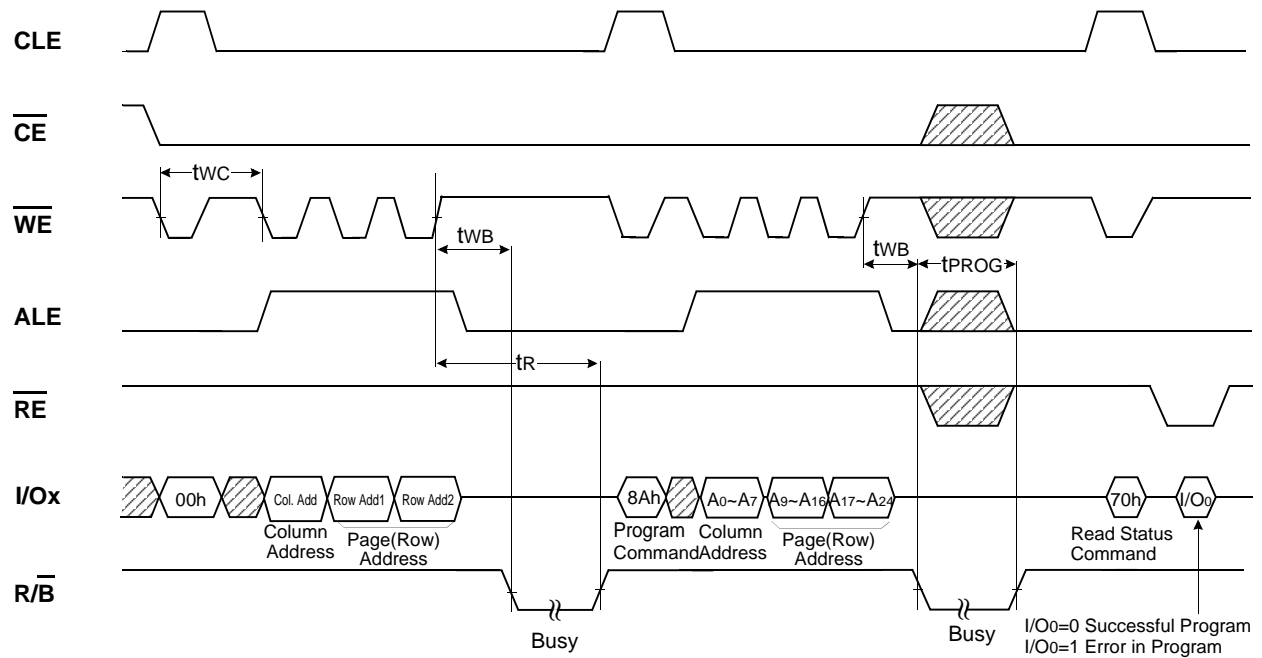 CLE
CE
tWC
WE
tWB
tWB
tPROG
ALE
tR
RE
I/Ox
00h
Col. Add
Row Add1
Row Add2
8Ah
A0~A7
A9~A16
A17~A24
70h
I/O0
Column
Address
Page(Row)
Address
Program
Command
Column
Address
Page(Row)
Address
Read Status
Command
R/B
Busy
Busy
I/O0=0 Successful Program
I/O0=1 Error in Program